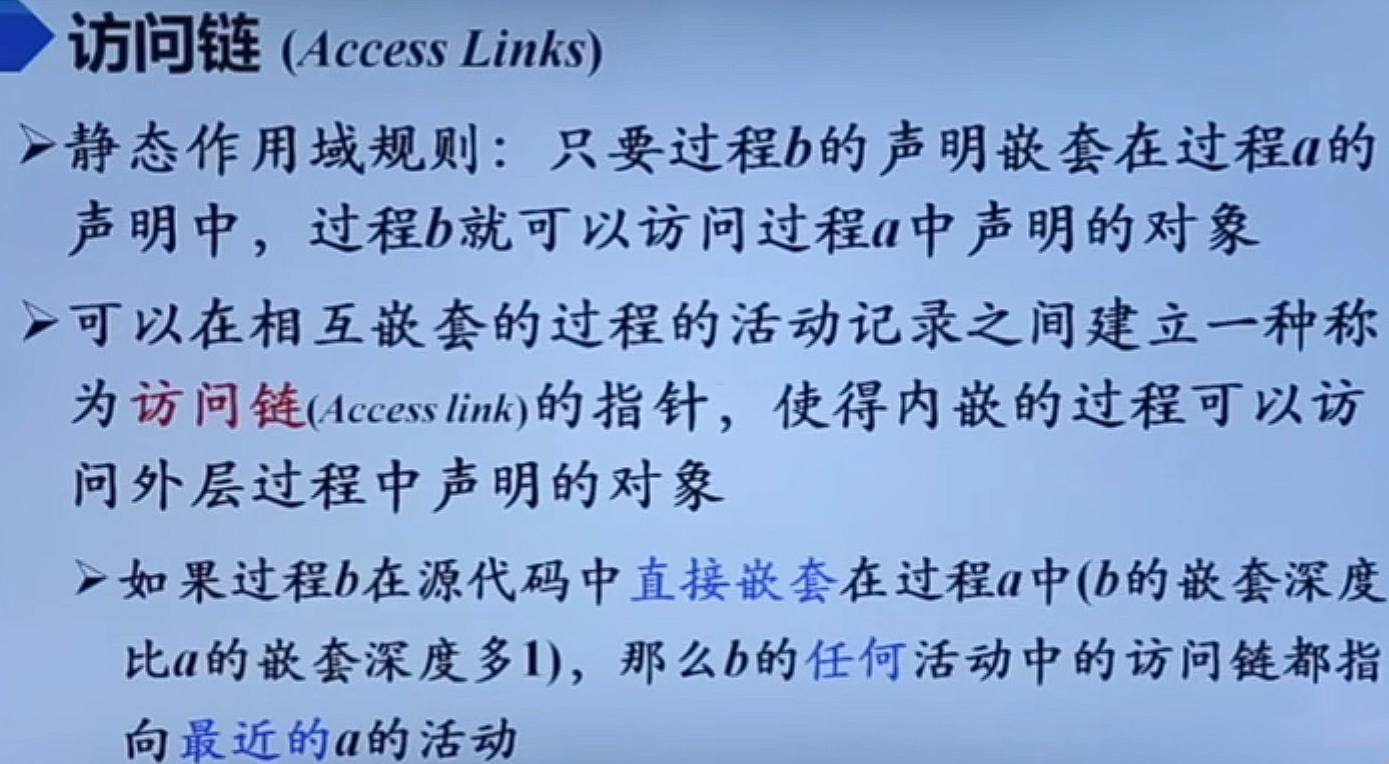 访问链 (Access Links)
静态作用域规则：只要过程b的声明嵌套在过程a的
声明中，过程b就可以访问过程a中声明的对象
可以在相互嵌套的过程的活动记录之间建立一种称
为访问链(Access link)的指针，使得内嵌的过程可以访
问外层过程中声明的对象
如果过程b在源代码中直接嵌套在过程a中(b的嵌套深度
比a的嵌套深度多1)，那么b的任何活动中的访问链都指
向最近的a的活动